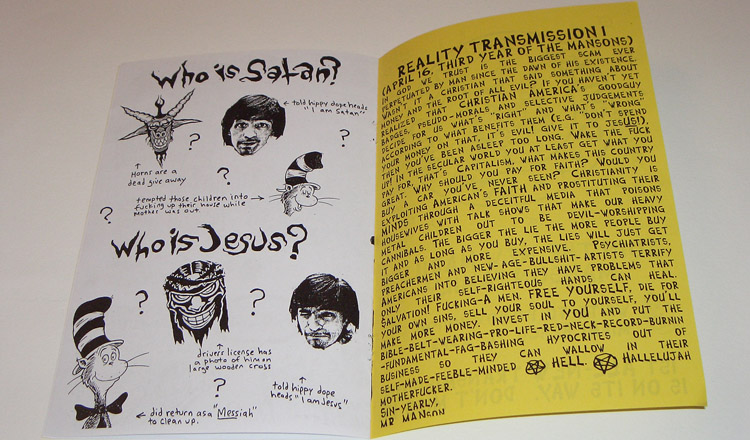 Who is Satan?
← told hippy dope heads
"I am Satan"
?
?
↑
Horns are a
dead give away
tempted those children into
fucking up their house while →
mother was out.
?
Who is Jesus?
?
?
↑
drivers license has
a photo of him on
large wooden cross
?
↑
told hippy dope
heads "I am Jesus"
← did return as a "Messiah"
to clean up.
REALITY TRANSMISSION 1
(APRIL 16, THIRD YEAR OF THE MANSONS)
IN GOD WE TRUST IS THE BIGGEST SCAM EVER
PERPETUATED BY MAN SINCE THE DAWN OF HIS EXISTENCE.
WASN'T IT A CHRISTIAN THAT SAID SOMETHING ABOUT
MONEY AND THE ROOT OF ALL EVIL? IF YOU HAVEN'T YET
REALIZED THAT CHRISTIAN AMERICA'S GOODGUY
BADGES, PSEUDO-MORALS AND SELECTIVE JUDGEMENTS
DECIDE FOR US WHAT'S "RIGHT" AND WHAT'S "WRONG"
ACCORDING TO WHAT BENEFITS THEM (E.G. "DON'T SPEND
YOUR MONEY ON THAT, IT'S EVIL! GIVE IT TO JESUS!)
THEN YOU'VE BEEN ASLEEP TOO LONG. WAKE THE FUCK
UP! IN THE SECULAR WORLD YOU AT LEAST GET WHAT YOU
PAY FOR. THAT'S CAPITALISM, WHAT MAKES THIS COUNTRY
GREAT. WHY SHOULD YOU PAY FOR FAITH? WOULD YOU
BUY A CAR YOU'VE NEVER SEEN? CHRISTIANITY IS
EXPLOITING AMERICAN'S FAITH AND PROSTITUTING THEIR
MINDS THROUGH A DECEITFUL MEDIA THAT POISONS
HOUSEWIVES WITH TALK SHOWS THAT MAKE OUR HEAVY
METAL CHILDREN OUT TO BE DEVIL-WORSHIPPING
CANNIBALS. THE BIGGER THE LIE THE MORE PEOPLE BUY
IT AND AS LONG AS YOU BUY, THE LIES WILL JUST GET
BIGGER AND MORE EXPENSIVE. PSYCHIATRISTS,
PREACHERMEN AND NEW-AGE-BULLSHIT-ARTISTS TERRIFY
AMERICANS INTO BELIEVING THEY HAVE PROBLEMS THAT
ONLY THEIR SELF-RIGHTEOUS HANDS CAN HEAL.
SALVATION! FUCKING-A MEN. FREE YOURSELF, DIE FOR
YOUR OWN SINS, SELL YOUR SOUL TO YOURSELF, YOU'LL
MAKE MORE MONEY. INVEST IN YOU AND PUT THE
BIBLE-BELT-WEARING-PRO-LIFE-RED-NECK-RECORD-BURNIN
-FUNDAMENTAL-FAG-BASHING HYPOCRITES OUT OF
BUSINESS SO THEY CAN WALLOW IN THEIR
SELF-MADE-FEEBLE-MINDED HELL. HALLELUJAH
MOTHERFUCKER.
SIN-YEARLY,
MR MANSON